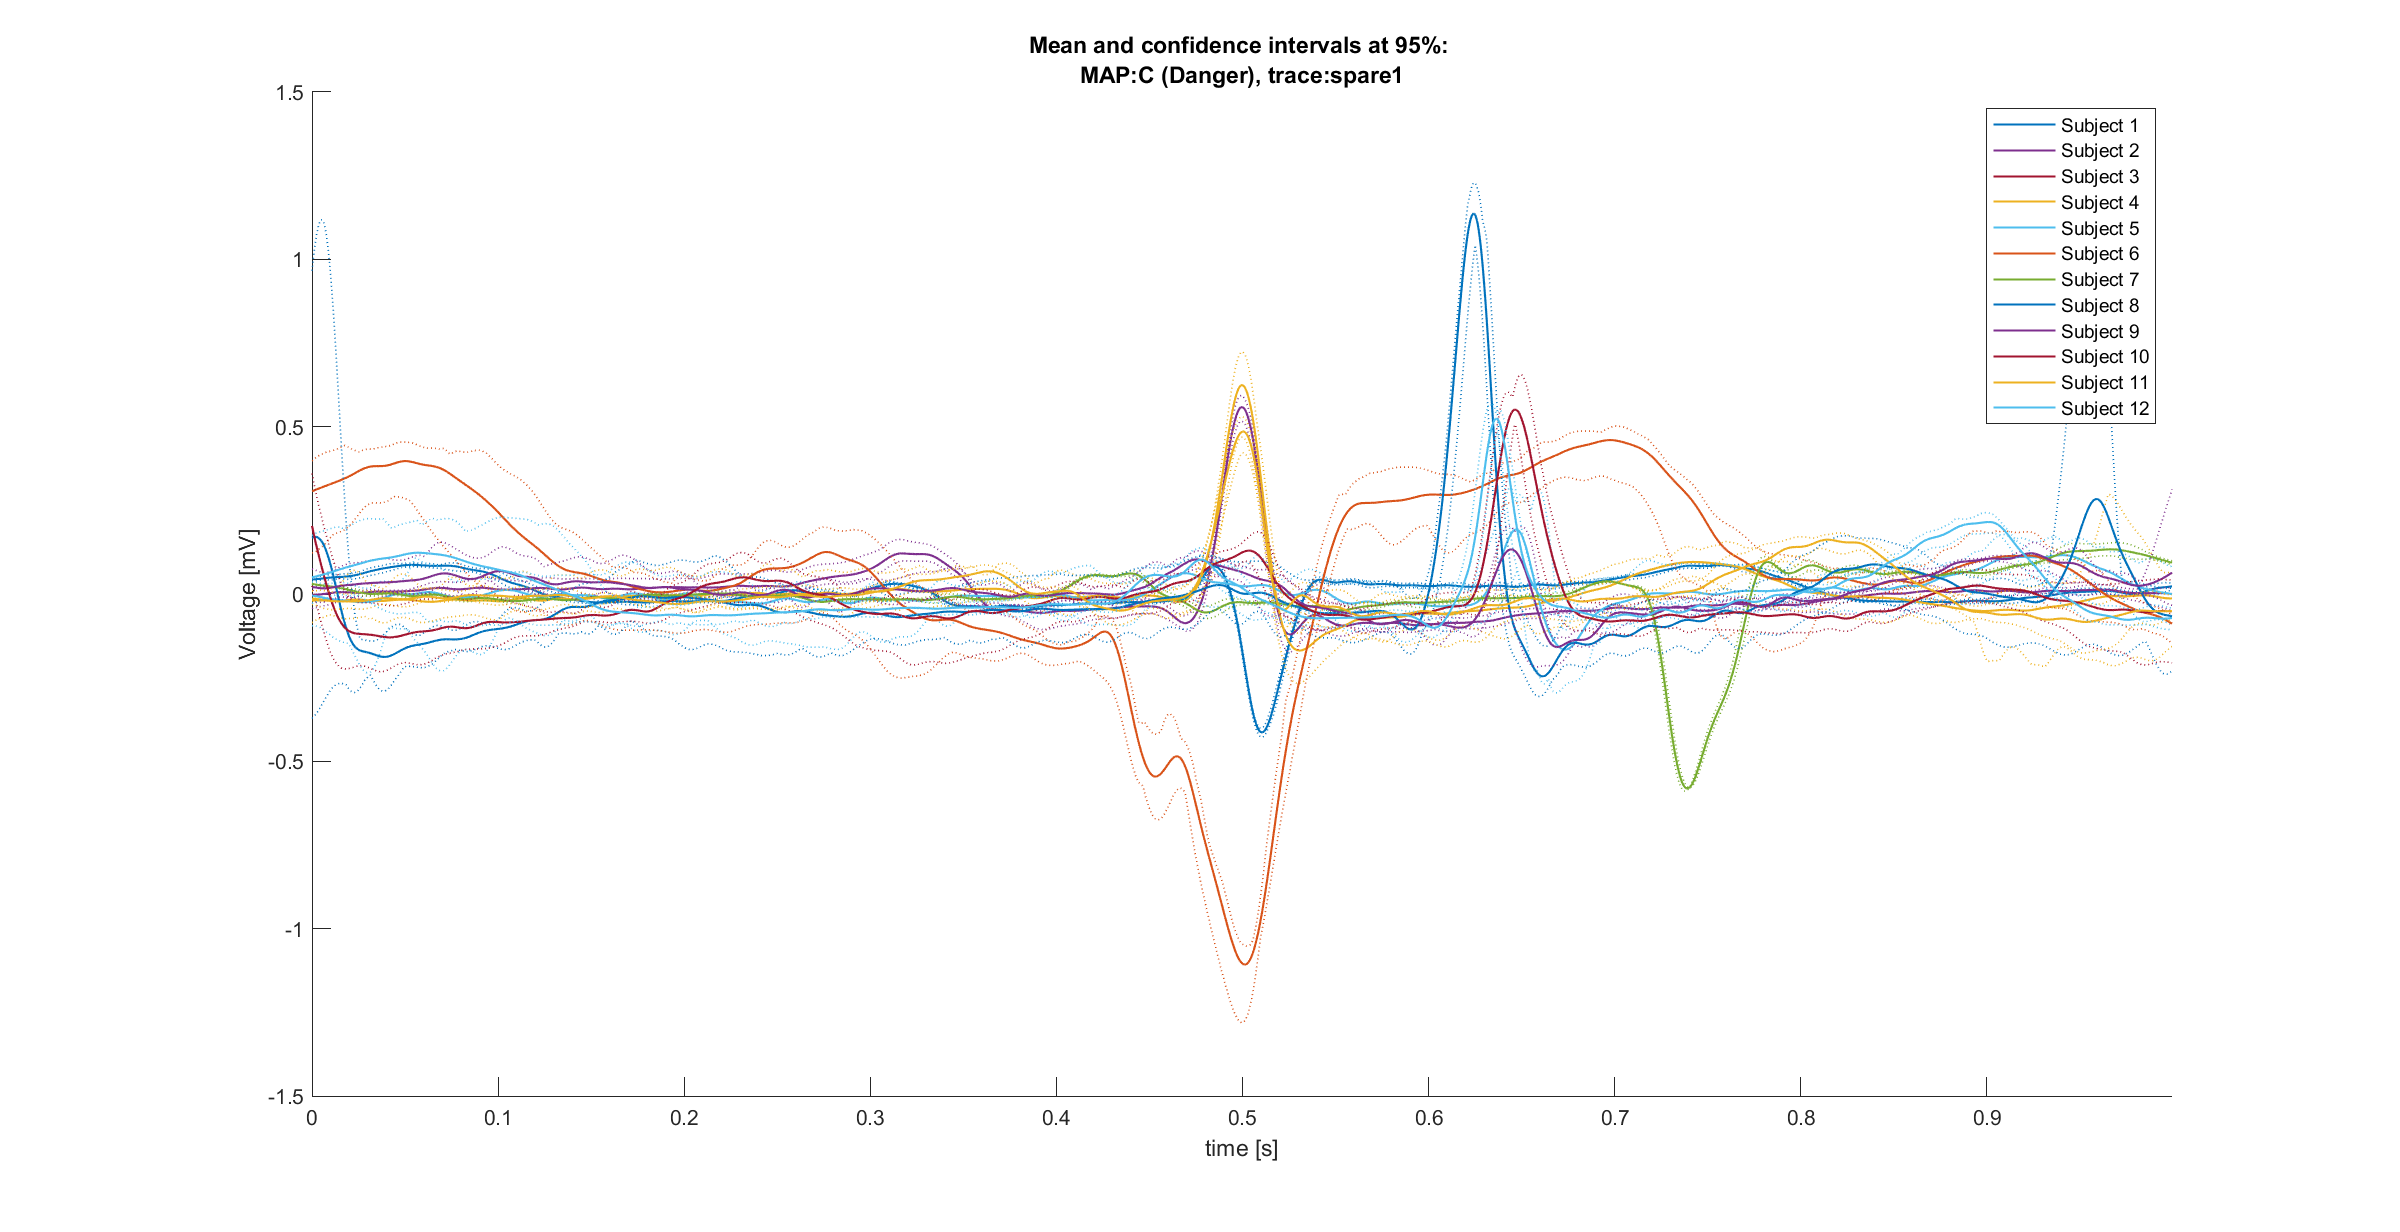 Mean and confidence intervals at 95%:
MAP:C (Danger), trace:spare1
1.5
1
0.5
0
-0.5
-1
-1.5
Voltage [mV]
0 0.1 0.2 0.3 0.4 0.5 0.6 0.7 0.8 0.9
time [s]
Subject 1
Subject 2
Subject 3
Subject 4
Subject 5
Subject 6
Subject 7
Subject 8
Subject 9
Subject 10
Subject 11
Subject 12